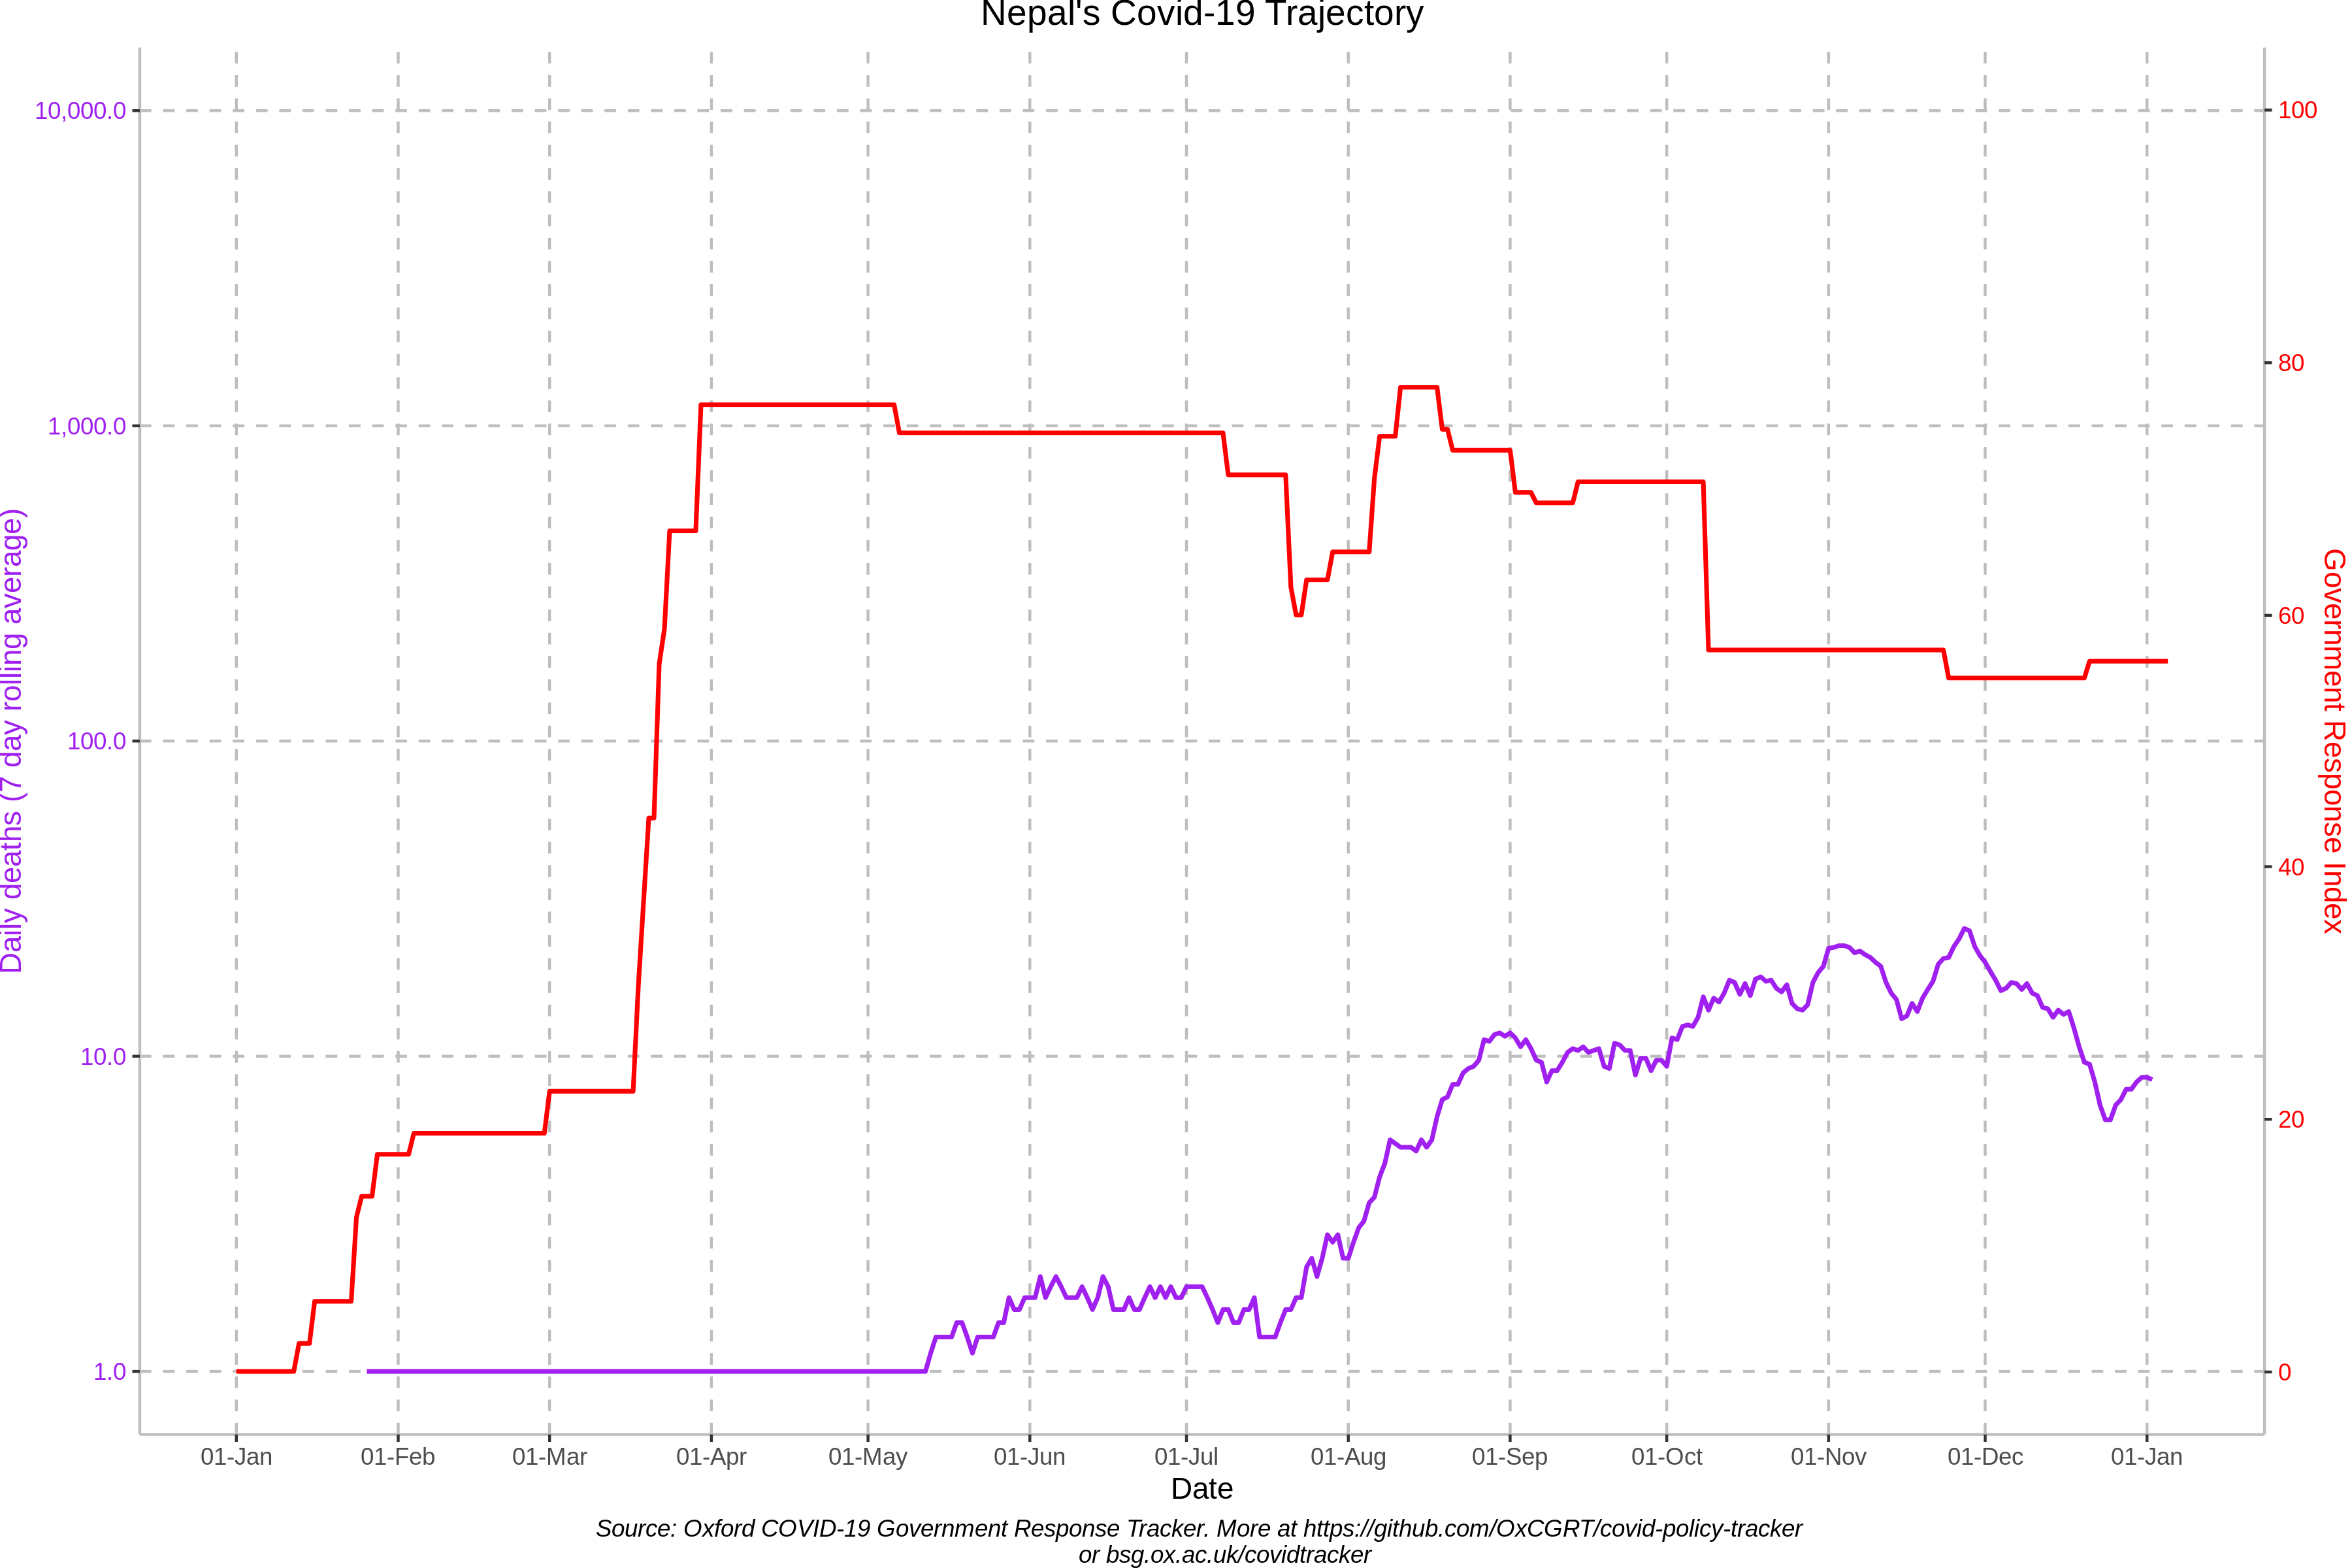 Nepal's Covid-19 Trajectory
10,000.0
1,000.0
100.0
10.0
1.0
Daily deaths (7 day rolling average)
100
80
60
40
20
0
Government Response Index
01-Jan 01-Feb 01-Mar 01-Apr 01-May 01-Jun 01-Jul 01-Aug 01-Sep 01-Oct 01-Nov 01-Dec 01-Jan
Date
Source: Oxford COVID-19 Government Response Tracker. More at https://github.com/OxCGRT/covid-policy-tracker
or bsg.ox.ac.uk/covidtracker